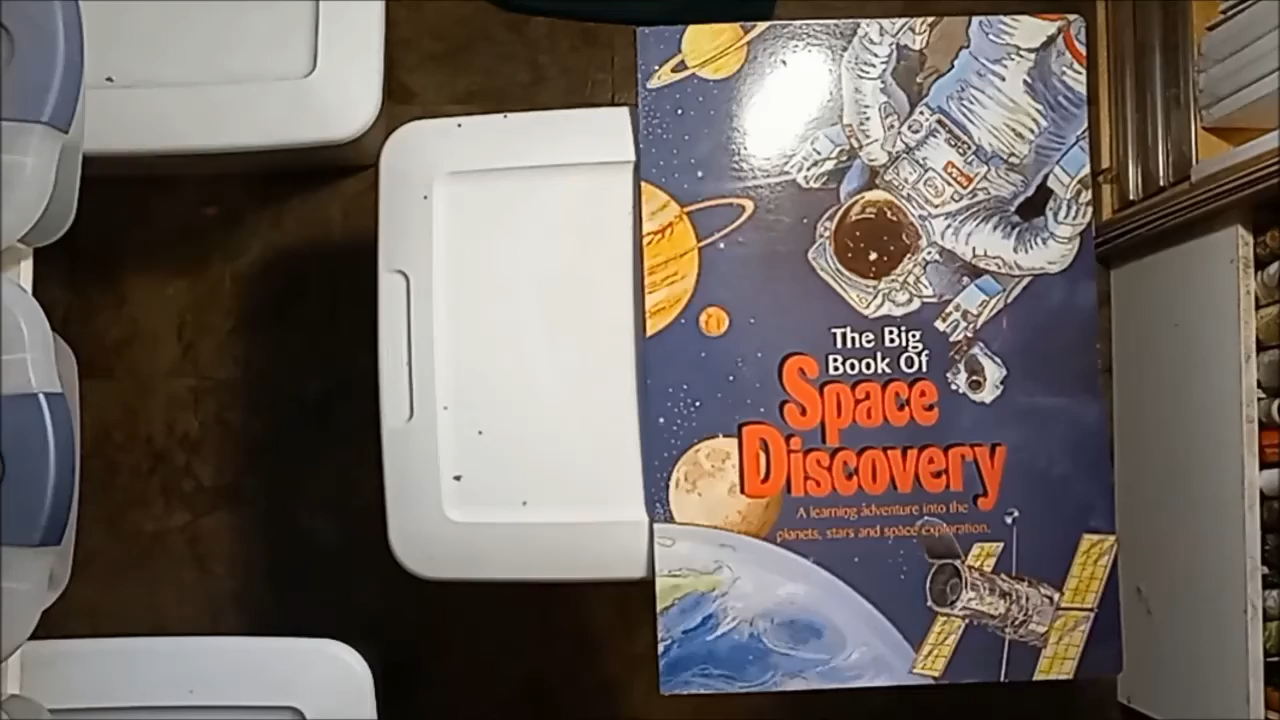 The Big
Book Of
Space
Discovery
A learning adventure into the
planets, stars and space exploration.